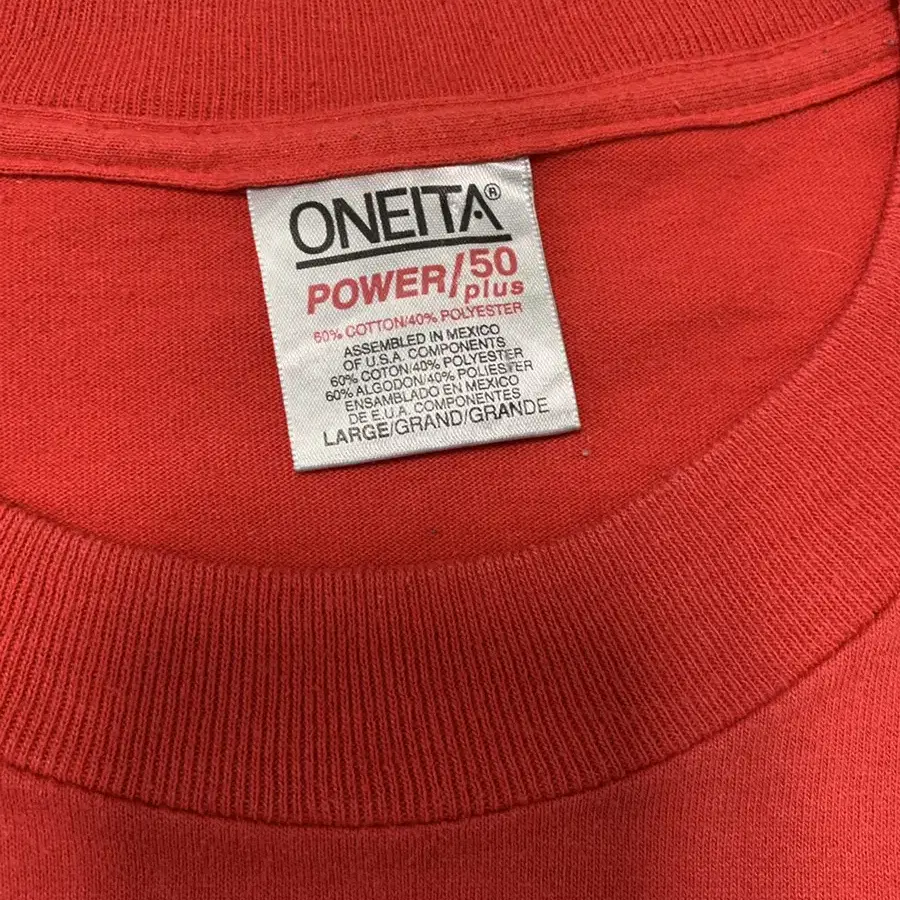 ONEITA®
POWER/50
plus
60% COTTON/40% POLYESTER
ASSEMBLED IN MEXICO
OF U.S.A. COMPONENTS
60% COTON/40% POLYESTER
60% ALGODON/40% POLIESTER
ENSAMBLADO EN MEXICO
DE E.U.A. COMPONENTES
LARGE/GRAND/GRANDE